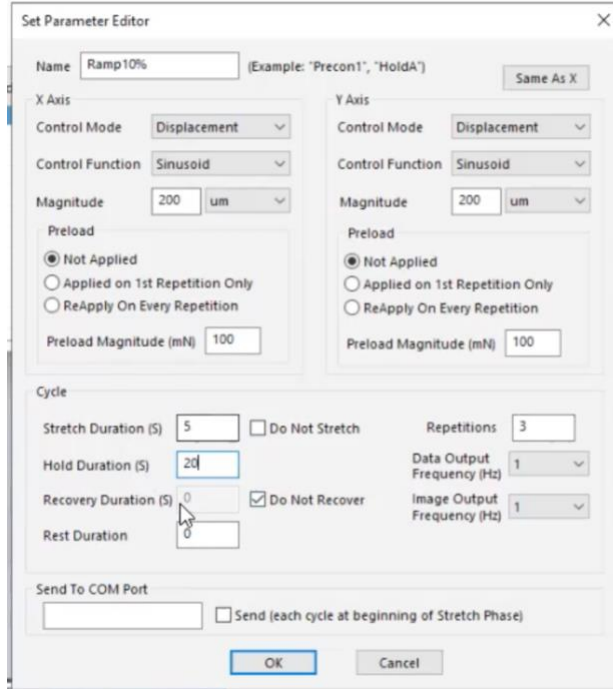 Set Parameter Editor
Name Ramp10% (Example: "Precon1", "HoldA")
Same As X
X Axis
Control Mode Displacement
Control Function Sinusoid
Magnitude 200 um
Preload
Not Applied
Applied on 1st Repetition Only
ReApply On Every Repetition
Preload Magnitude (mN) 100
Y Axis
Control Mode Displacement
Control Function Sinusoid
Magnitude 200 um
Preload
Not Applied
Applied on 1st Repetition Only
ReApply On Every Repetition
Preload Magnitude (mN) 100
Cycle
Stretch Duration (S) 5 Do Not Stretch
Hold Duration (S) 20
Recovery Duration (S) 0 Do Not Recover
Rest Duration 0
Repetitions 3
Data Output
Frequency (Hz) 1
Image Output
Frequency (Hz) 1
Send To COM Port
Send (each cycle at beginning of Stretch Phase)
OK Cancel